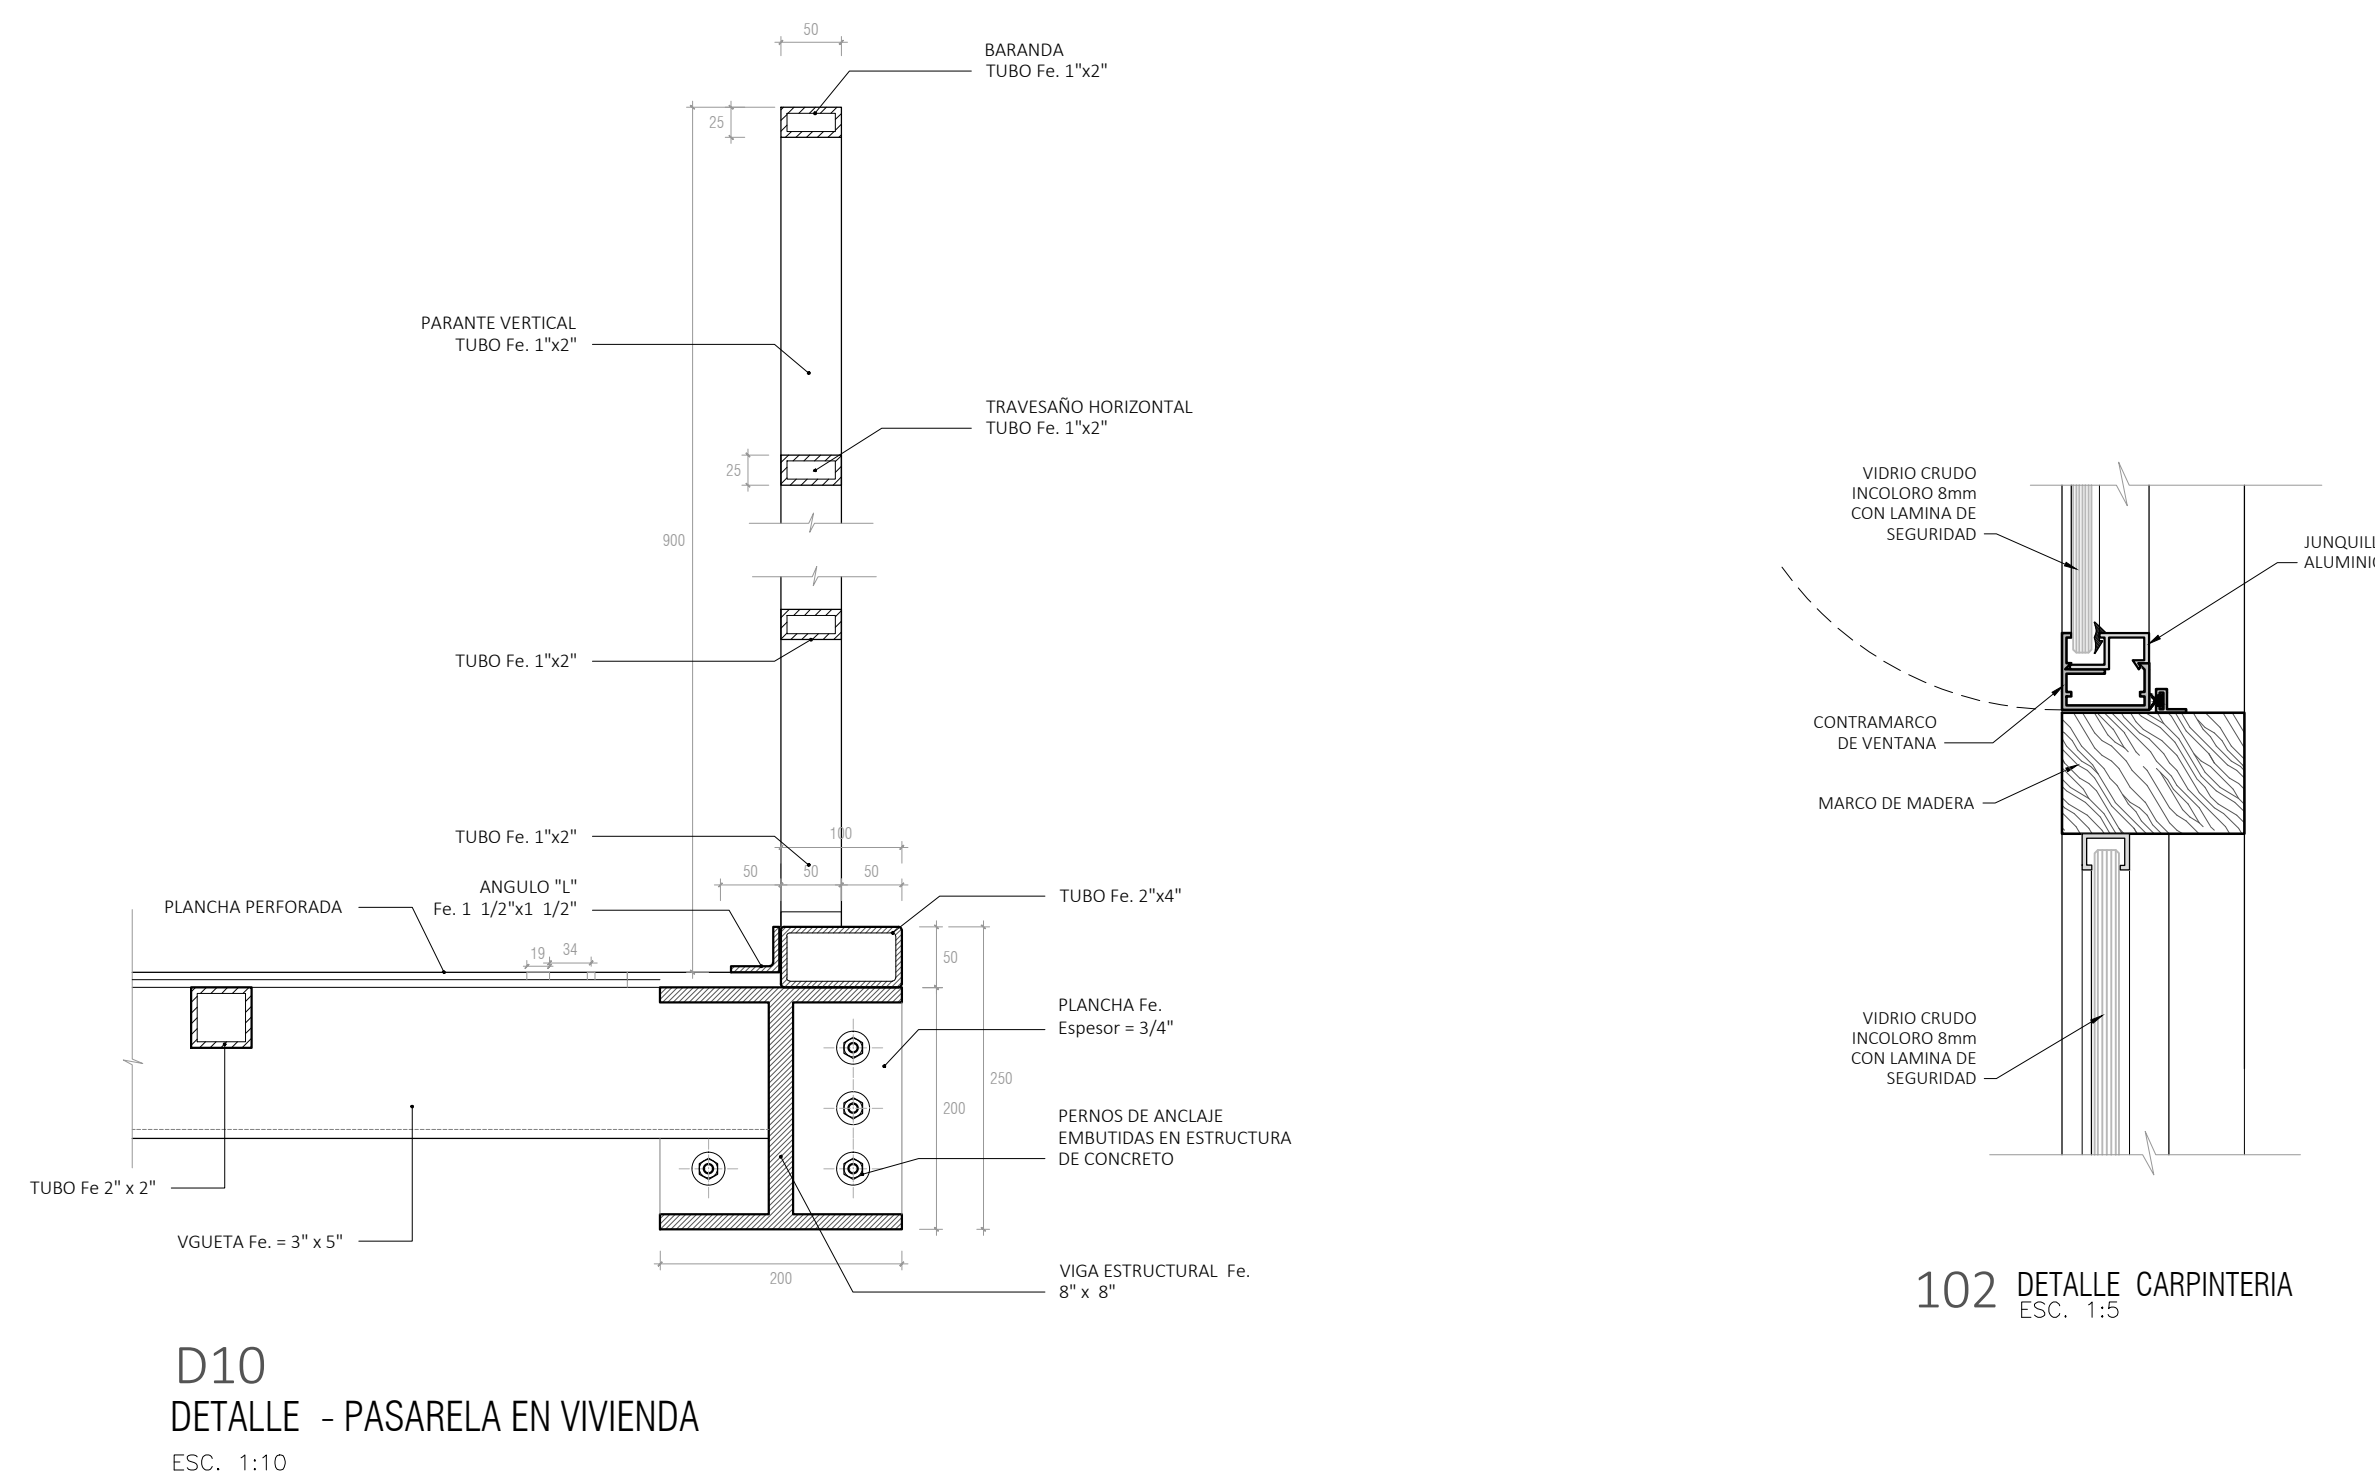 50
BARANDA
TUBO Fe. 1"x2"
25
PARANTE VERTICAL
TUBO Fe. 1"x2"
TRAVESAÑO HORIZONTAL
TUBO Fe. 1"x2"
25
900
TUBO Fe. 1"x2"
TUBO Fe. 1"x2"
100
50
50
50
ANGULO "L"
Fe. 1 1/2"x1 1/2"
PLANCHA PERFORADA
TUBO Fe. 2"x4"
19
34
50
PLANCHA Fe.
Espesor = 3/4"
250
200
PERNOS DE ANCLAJE
EMBUTIDAS EN ESTRUCTURA
DE CONCRETO
TUBO Fe 2" x 2"
VGUETA Fe. = 3" x 5"
200
VIGA ESTRUCTURAL Fe.
8" x 8"
D10
DETALLE - PASARELA EN VIVIENDA
ESC. 1:10
VIDRIO CRUDO
INCOLORO 8mm
CON LAMINA DE
SEGURIDAD
CONTRAMARCO
DE VENTANA
MARCO DE MADERA
VIDRIO CRUDO
INCOLORO 8mm
CON LAMINA DE
SEGURIDAD
102 DETALLE CARPINTERIA
ESC. 1:5